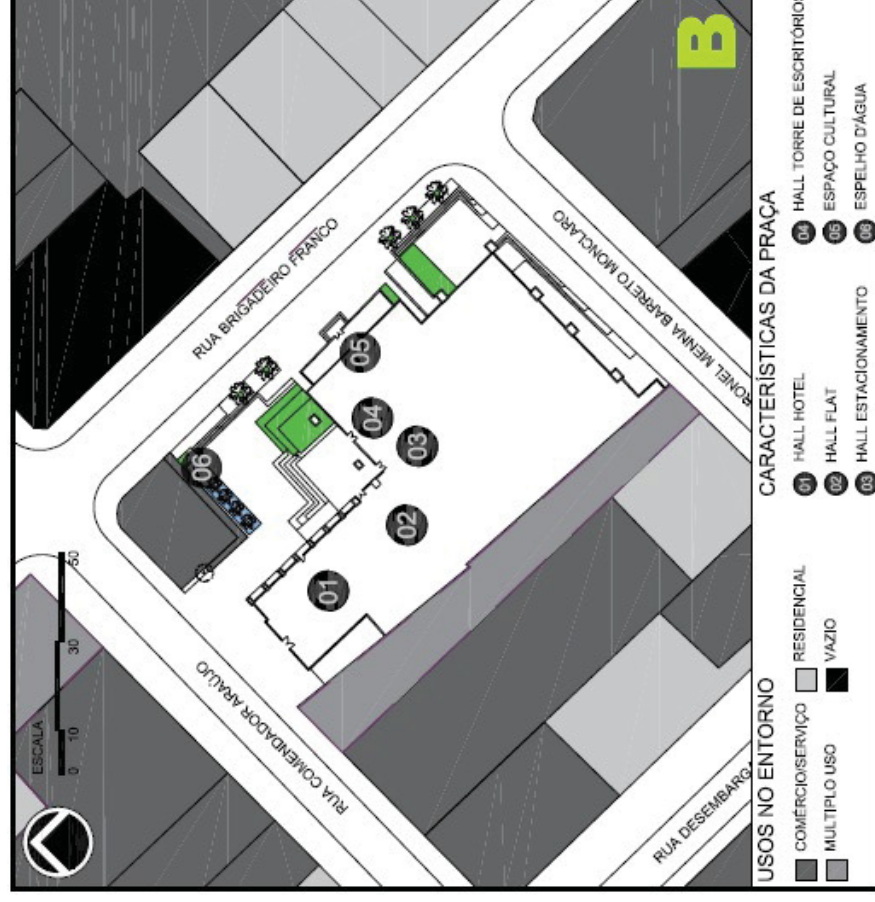 ESCALA
0 10 30 50
B
RUA BRIGADEIRO FRANCO
RUA COMENDADOR ARAÚJO
RONEL MENNA BARRETO MONCLARO
RUA DESEMBARG
01
02
03
04
05
06
USOS NO ENTORNO
COMÉRCIO/SERVIÇO
MULTIPLO USO
RESIDENCIAL
VAZIO
CARACTERÍSTICAS DA PRAÇA
01 HALL HOTEL
02 HALL FLAT
03 HALL ESTACIONAMENTO
04 HALL TORRE DE ESCRITÓRIOS
05 ESPAÇO CULTURAL
06 ESPELHO D'ÁGUA